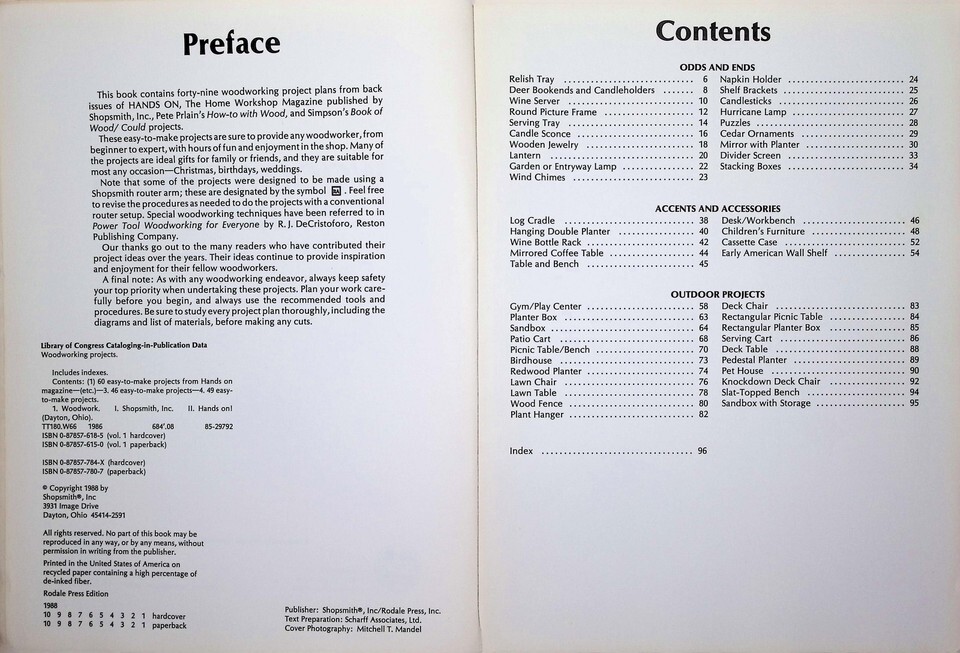 Preface
This book contains forty-nine woodworking project plans from back
issues of HANDS ON, The Home Workshop Magazine published by
Shopsmith, Inc., Pete Prlain's How-to with Wood, and Simpson's Book of
Wood/ Could projects.
These easy-to-make projects are sure to provide any woodworker, from
beginner to expert, with hours of fun and enjoyment in the shop. Many of
the projects are ideal gifts for family or friends, and they are suitable for
most any occasion—Christmas, birthdays, weddings.
Note that some of the projects were designed to be made using a
Shopsmith router arm; these are designated by the symbol . Feel free
to revise the procedures as needed to do the projects with a conventional
router setup. Special woodworking techniques have been referred to in
Power Tool Woodworking for Everyone by R. J. DeCristoforo, Reston
Publishing Company.
Our thanks go out to the many readers who have contributed their
project ideas over the years. Their ideas continue to provide inspiration
and enjoyment for their fellow woodworkers.
A final note: As with any woodworking endeavor, always keep safety
your top priority when undertaking these projects. Plan your work care-
fully before you begin, and always use the recommended tools and
procedures. Be sure to study every project plan thoroughly, including the
diagrams and list of materials, before making any cuts.
Library of Congress Cataloging-in-Publication Data
Woodworking projects.
Includes indexes.
Contents: (1) 60 easy-to-make projects from Hands on
magazine—(etc.)—3. 46 easy-to-make projects—4. 49 easy-
to-make projects.
1. Woodwork. I. Shopsmith, Inc. II. Hands on!
(Dayton, Ohio).
TT180.W66 1986 684'.08 85-29792
ISBN 0-87857-618-5 (vol. 1 hardcover)
ISBN 0-87857-615-0 (vol. 1 paperback)
ISBN 0-87857-784-X (hardcover)
ISBN 0-87857-780-7 (paperback)
© Copyright 1988 by
Shopsmith®, Inc
3931 Image Drive
Dayton, Ohio 45414-2591
All rights reserved. No part of this book may be
reproduced in any way, or by any means, without
permission in writing from the publisher.
Printed in the United States of America on
recycled paper containing a high percentage of
de-inked fiber.
Rodale Press Edition
1988
10 9 8 7 6 5 4 3 2 1 hardcover
10 9 8 7 6 5 4 3 2 1 paperback
Publisher: Shopsmith®, Inc/Rodale Press, Inc.
Text Preparation: Scharff Associates, Ltd.
Cover Photography: Mitchell T. Mandel
Contents
ODDS AND ENDS
Relish Tray ........ 6
Deer Bookends and Candleholders ....... 8
Wine Server ........ 10
Round Picture Frame ........ 12
Serving Tray ........ 14
Candle Sconce ........ 16
Wooden Jewelry ........ 18
Lantern ........ 20
Garden or Entryway Lamp ........ 22
Wind Chimes ........ 23
Napkin Holder ........ 24
Shelf Brackets ........ 25
Candlesticks ........ 26
Hurricane Lamp ........ 27
Puzzles ........ 28
Cedar Ornaments ........ 29
Mirror with Planter ........ 30
Divider Screen ........ 33
Stacking Boxes ........ 34
ACCENTS AND ACCESSORIES
Log Cradle ........ 38
Hanging Double Planter ........ 40
Wine Bottle Rack ........ 42
Mirrored Coffee Table ........ 44
Table and Bench ........ 45
Desk/Workbench ........ 46
Children's Furniture ........ 48
Cassette Case ........ 52
Early American Wall Shelf ........ 54
OUTDOOR PROJECTS
Gym/Play Center ........ 58
Planter Box ........ 63
Sandbox ........ 64
Patio Cart ........ 68
Picnic Table/Bench ........ 70
Birdhouse ........ 73
Redwood Planter ........ 74
Lawn Chair ........ 76
Lawn Table ........ 78
Wood Fence ........ 80
Plant Hanger ........ 82
Deck Chair ........ 83
Rectangular Picnic Table ........ 84
Rectangular Planter Box ........ 85
Serving Cart ........ 86
Deck Table ........ 88
Pedestal Planter ........ 89
Pet House ........ 90
Knockdown Deck Chair ........ 92
Slat-Topped Bench ........ 94
Sandbox with Storage ........ 95
Index ........ 96